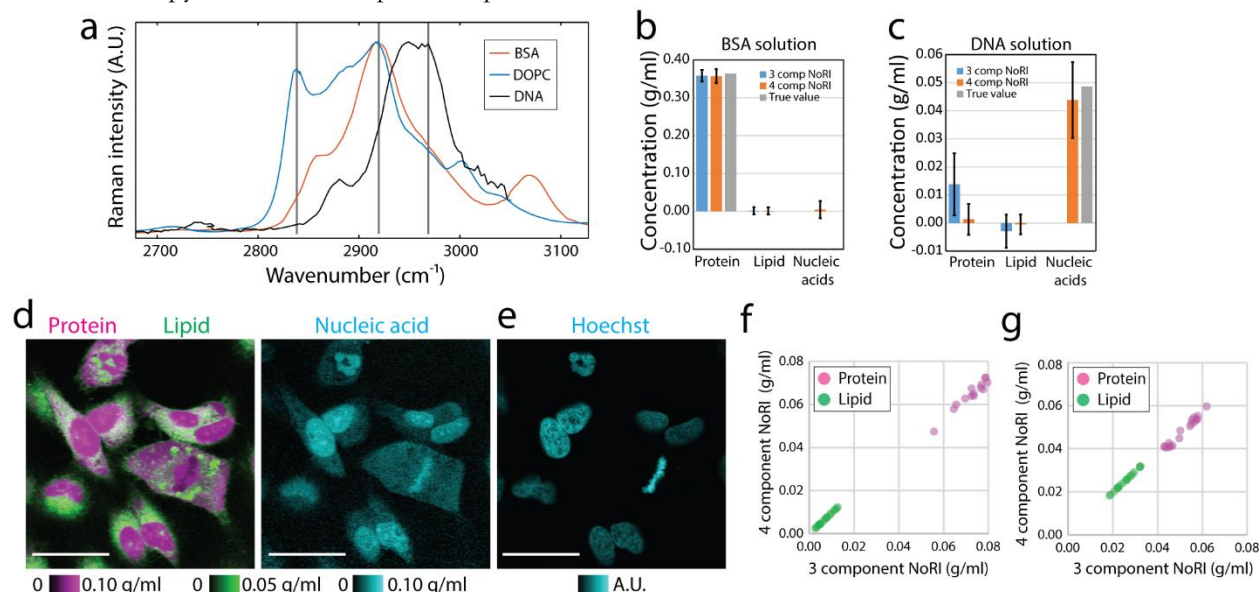 a
Raman intensity (A.U.)
BSA
DOPC
DNA
2700
2800
2900
3000
3100
Wavenumber (cm-1)
b
BSA solution
Concentration (g/ml)
0.40
0.30
0.20
0.10
0.00
-0.10
3 comp NoRI
4 comp NoRI
True value
Protein
Lipid
Nucleic
acids
c
DNA solution
Concentration (g/ml)
0.06
0.05
0.04
0.03
0.02
0.01
0.00
-0.01
3 comp NoRI
4 comp NoRI
True value
Protein
Lipid
Nucleic
acids
d
Protein
Lipid
Nucleic acid
0
0.10 g/ml
0
0.05 g/ml
0
0.10 g/ml
e
Hoechst
A.U.
f
4 component NoRI (g/ml)
0.08
0.06
0.04
0.02
0.00
Protein
Lipid
0.00
0.02
0.04
0.06
0.08
3 component NoRI (g/ml)
g
4 component NoRI (g/ml)
0.08
0.06
0.04
0.02
0.00
Protein
Lipid
0.00
0.02
0.04
0.06
0.08
3 component NoRI (g/ml)